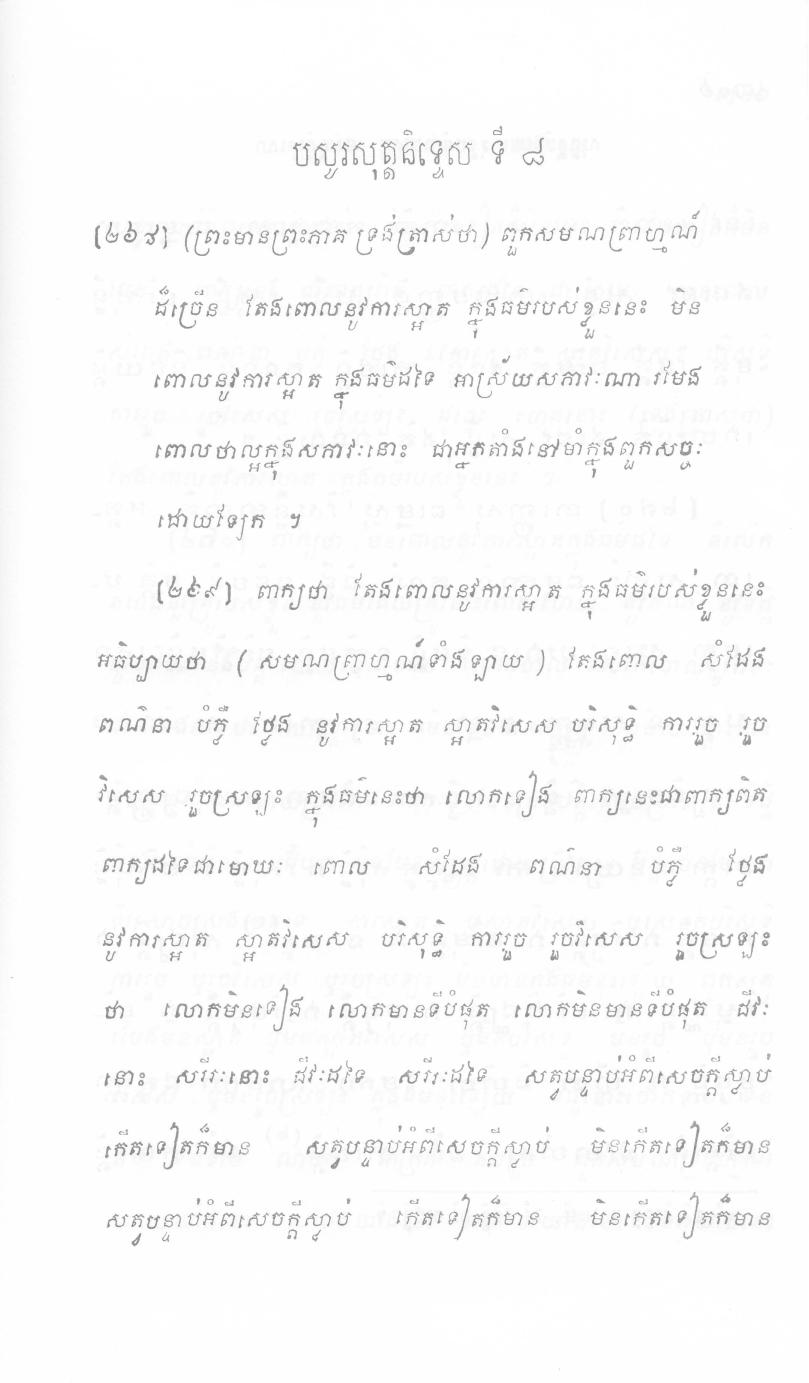 បសូរសុត្តនិទ្ទេស ទី ៨
[២៦៨] (ព្រះមានព្រះភាគ ទ្រង់ត្រាស់ថា) ពួកសមណព្រាហ្មណ៍
ដ៏ច្រើន តែងពោលនូវការស្អាត ក្នុងធម៌របស់ខ្លួននេះ មិន
ពោលនូវការស្អាត ក្នុងធម៌ដទៃ អាស្រ័យសភាវៈណា រមែង
ពោលថាល្អក្នុងសភាវៈនោះ ជាអ្នកតាំងនៅមាំក្នុងពួកសច្ចៈ
ដោយឡែក ។
[២៦៩] ពាក្យថា តែងពោលនូវការស្អាត ក្នុងធម៌របស់ខ្លួននេះ
អធិប្បាយថា ( សមណព្រាហ្មណ៍ទាំងឡាយ ) តែងពោល សំដែង
ពណ៌នា បំភ្លឺ ថ្លែង នូវការស្អាត ស្អាតវិសេស បរិសុទ្ធិ ការរួច រួច
វិសេស រួចស្រឡះ ក្នុងធម៌នេះថា លោកទៀង ពាក្យនេះជាពាក្យពិត
ពាក្យដទៃជាមោឃៈ ពោល សំដែង ពណ៌នា បំភ្លឺ ថ្លែង
នូវការស្អាត ស្អាតវិសេស បរិសុទ្ធិ ការរួច រួចវិសេស រួចស្រឡះ
ថា លោកមិនទៀង លោកមានទីបំផុត លោកមនមានទីបំផុត ជីវៈ
នោះ សរីរៈនោះ ជីវៈដទៃ សរីរៈដទៃ សត្វបន្ទាប់អំពីសេចក្តីស្លាប់
កើតទៀតក៏មាន សត្វបន្ទាប់អំពីសេចក្តីស្លាប់ មិនកើតទៀតក៏មាន
សត្វបន្ទាប់អំពីសេចក្តីស្លាប់ កើតទៀតក៏មាន មិនកើតទៀតក៏មាន